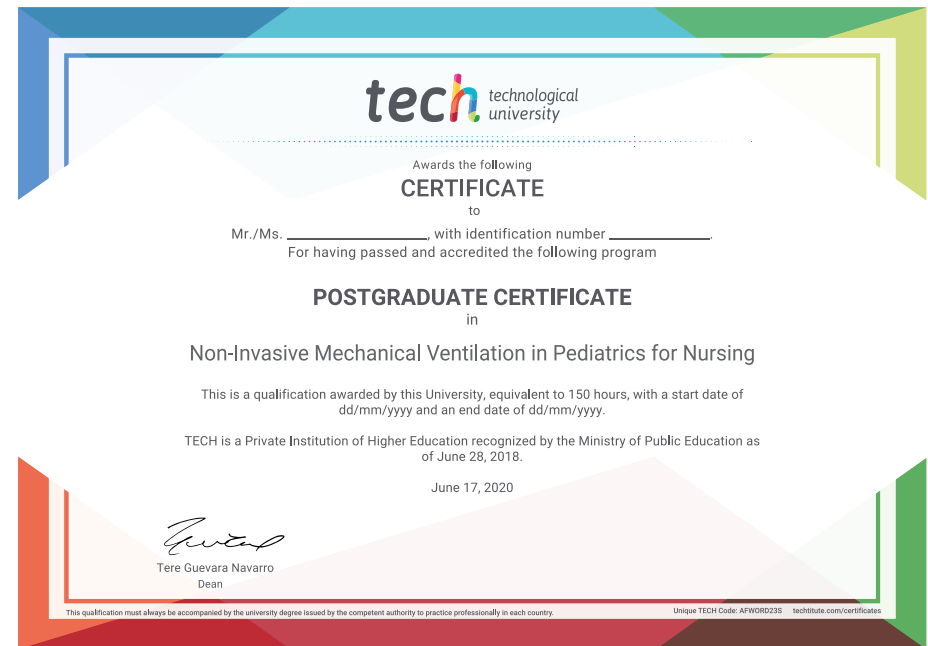 tech technological
university
Awards the following
CERTIFICATE
to
Mr./Ms. ____________________, with identification number ______________.
For having passed and accredited the following program
POSTGRADUATE CERTIFICATE
in
Non-Invasive Mechanical Ventilation in Pediatrics for Nursing
This is a qualification awarded by this University, equivalent to 150 hours, with a start date of
dd/mm/yyyy and an end date of dd/mm/yyyy.
TECH is a Private Institution of Higher Education recognized by the Ministry of Public Education as
of June 28, 2018.
June 17, 2020
Tere Guevara Navarro
Dean
This qualification must always be accompanied by the university degree issued by the competent authority to practice professionally in each country.
Unique TECH Code: AFWORD23S techtitute.com/certificates